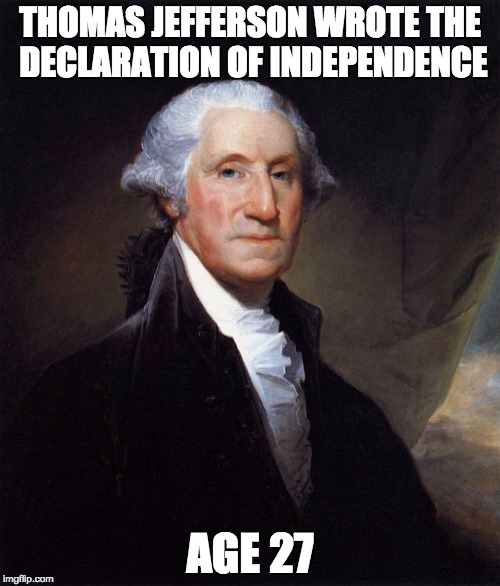 THOMAS JEFFERSON WROTE THE
DECLARATION OF INDEPENDENCE
AGE 27
imgflip.com